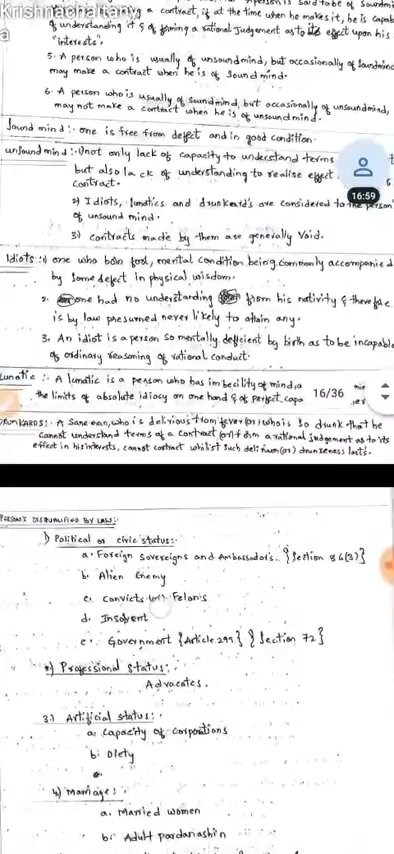 Krishnachaitanya
a contract, if at the time when he makes it, he is capab
of understanding it & of forming a rational judgement as to its effect upon his
interests.
5. A person who is usually of unsound mind, but occasionally of sound mind
may make a contract when he is of sound mind.
6. A person who is usually of sound mind, but occasionally of unsound mind,
may not make a contract when he is of unsound mind.
Sound mind :- one is free from defect and in good condition.
unsound mind : 1) not only lack of capacity to understand terms
but also lack of understanding to realise effect
contract.
16:59
2) Idiots, lunatics and drunkards are considered to the person
of unsound mind.
3) contracts made by them are generally void.
Idiots :- 1) one who born fool, mental condition being commonly accompanied
by some defect in physical wisdom.
2. one had no understanding from his nativity & therefore
is by law presumed never likely to attain any.
3. An idiot is a person so mentally deficient by birth as to be incapable
of ordinary reasoning of rational conduct.
Lunatic :- A lunatic is a person who has imbecility of mind,
the limits of absolute idiocy on one hand & of perfect capa
16/36
DRUNKARDS :- A sane man, who is delirious from fever (or) who is so drunk that he
cannot understand terms of a contract (or) form a rational judgement as to its
effect in his interests, cannot contract whilst such delirium (or) drunkeness lasts.
PERSONS DISQUALIFIED BY LAW :-
1) Political or civic status :-
a. Foreign Sovereigns and Ambassadors. {Section 86(3)}
b. Alien Enemy
c. Convicts (or) Felons
d. Insolvent
e. Government {Article 299} {Section 72}
2) Professional Status :-
Advocates.
3.) Artificial status :-
a. Capacity of corpoations
b. Diety
4) Marriage :-
a. Married women
b. Adult pardanashin